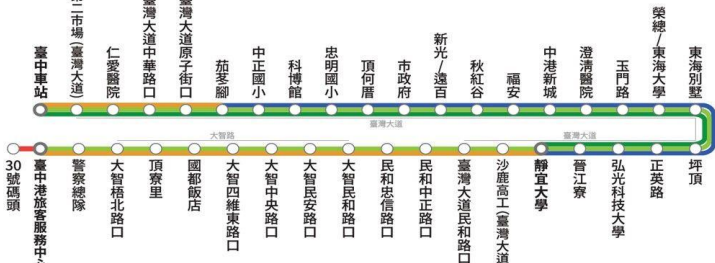 臺中車站
二市場(臺灣大道)
仁愛醫院
臺灣大道中華路口
臺灣大道原子街口
茄苳腳
中正國小
科博館
忠明國小
頂何厝
市政府
新光/遠百
秋紅谷
福安
中港新城
澄清醫院
玉門路
榮總/東海大學
東海別墅
臺灣大道
大智路
臺灣大道
30號碼頭
臺中港旅客服務中
警察總隊
大智梧北路口
頂寮里
國都飯店
大智四維東路口
大智中央路口
大智民安路口
大智民和路口
民和忠信路口
民和中正路口
臺灣大道民和路口
沙鹿高工(臺灣大道
靜宜大學
晉江寮
弘光科技大學
正英路
坪頂